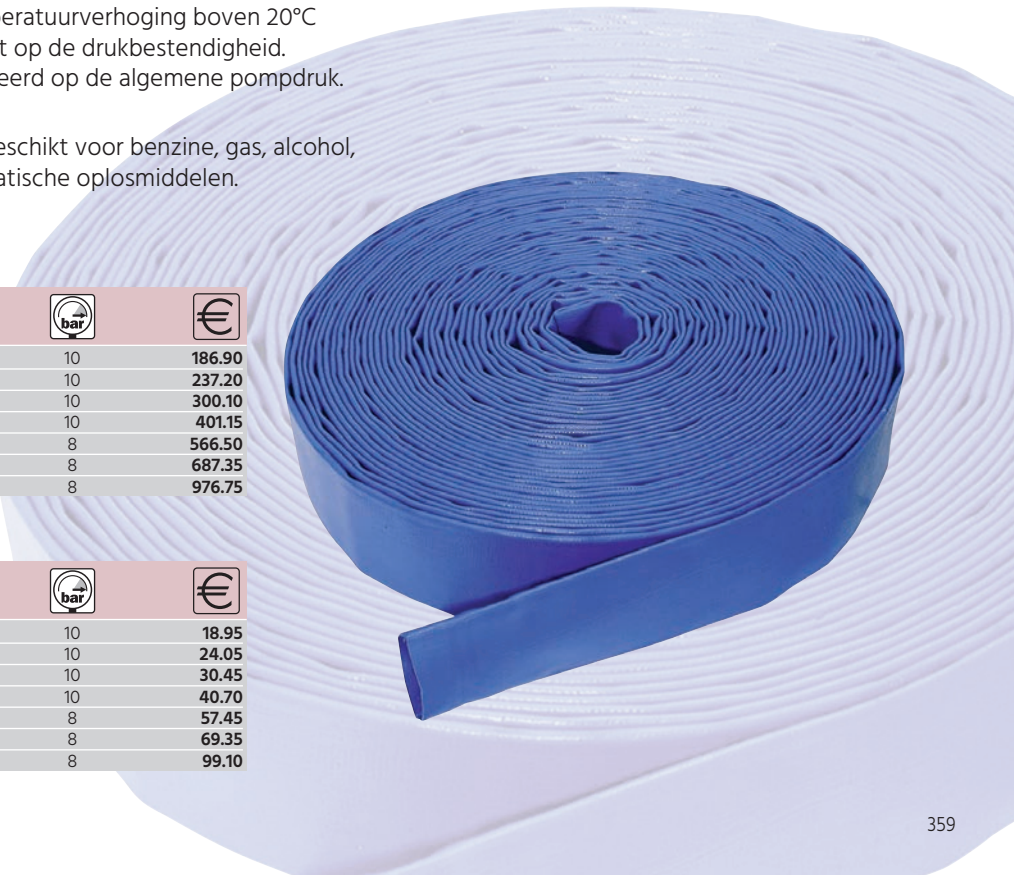 peratuurverhoging boven 20°C
t op de drukbestendigheid.
eerd op de algemene pompdruk.
eschikt voor benzine, gas, alcohol,
atische oplosmiddelen.
bar €
10 186.90
10 237.20
10 300.10
10 401.15
8 566.50
8 687.35
8 976.75
bar €
10 18.95
10 24.05
10 30.45
10 40.70
8 57.45
8 69.35
8 99.10
359